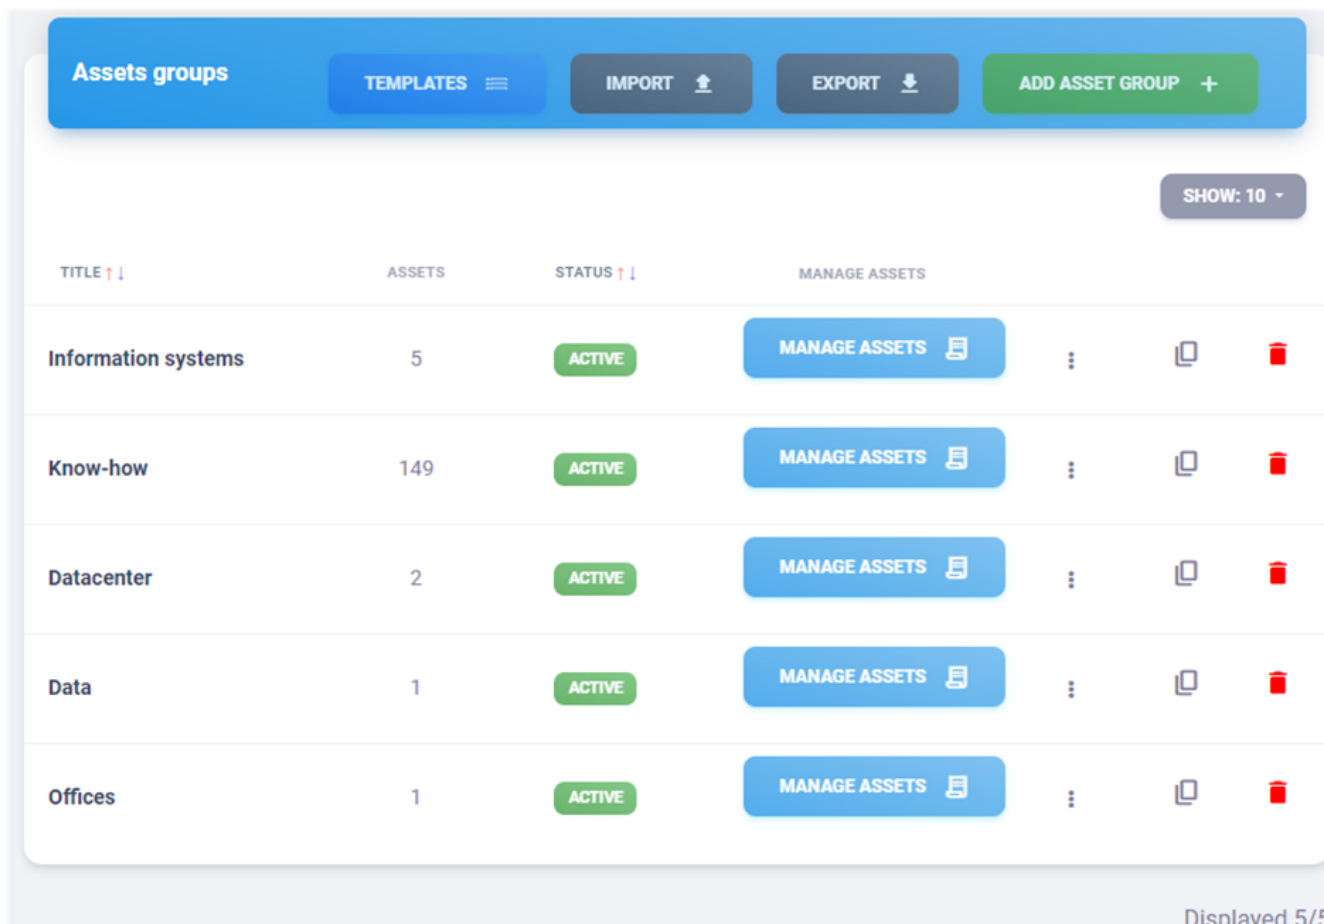 Assets groups TEMPLATES IMPORT EXPORT ADD ASSET GROUP +
SHOW: 10
TITLE ↑↓ ASSETS STATUS ↑↓ MANAGE ASSETS
Information systems 5 ACTIVE MANAGE ASSETS
Know-how 149 ACTIVE MANAGE ASSETS
Datacenter 2 ACTIVE MANAGE ASSETS
Data 1 ACTIVE MANAGE ASSETS
Offices 1 ACTIVE MANAGE ASSETS
Displayed 5/5